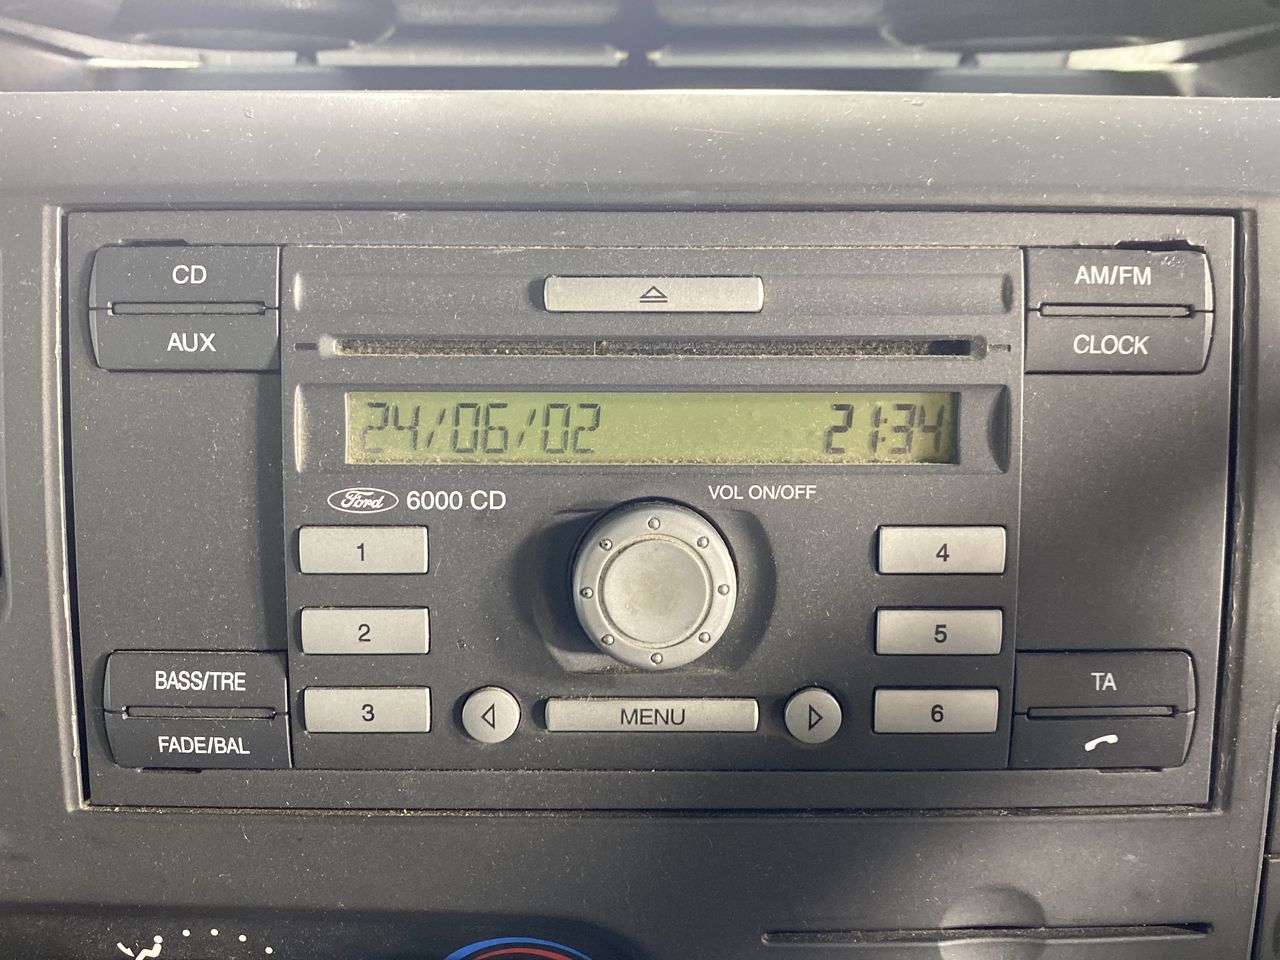 CD
AM/FM
AUX
CLOCK
24/06/02 21:34
Ford 6000 CD
VOL ON/OFF
1
4
2
5
BASS/TRE
TA
3
MENU
6
FADE/BAL